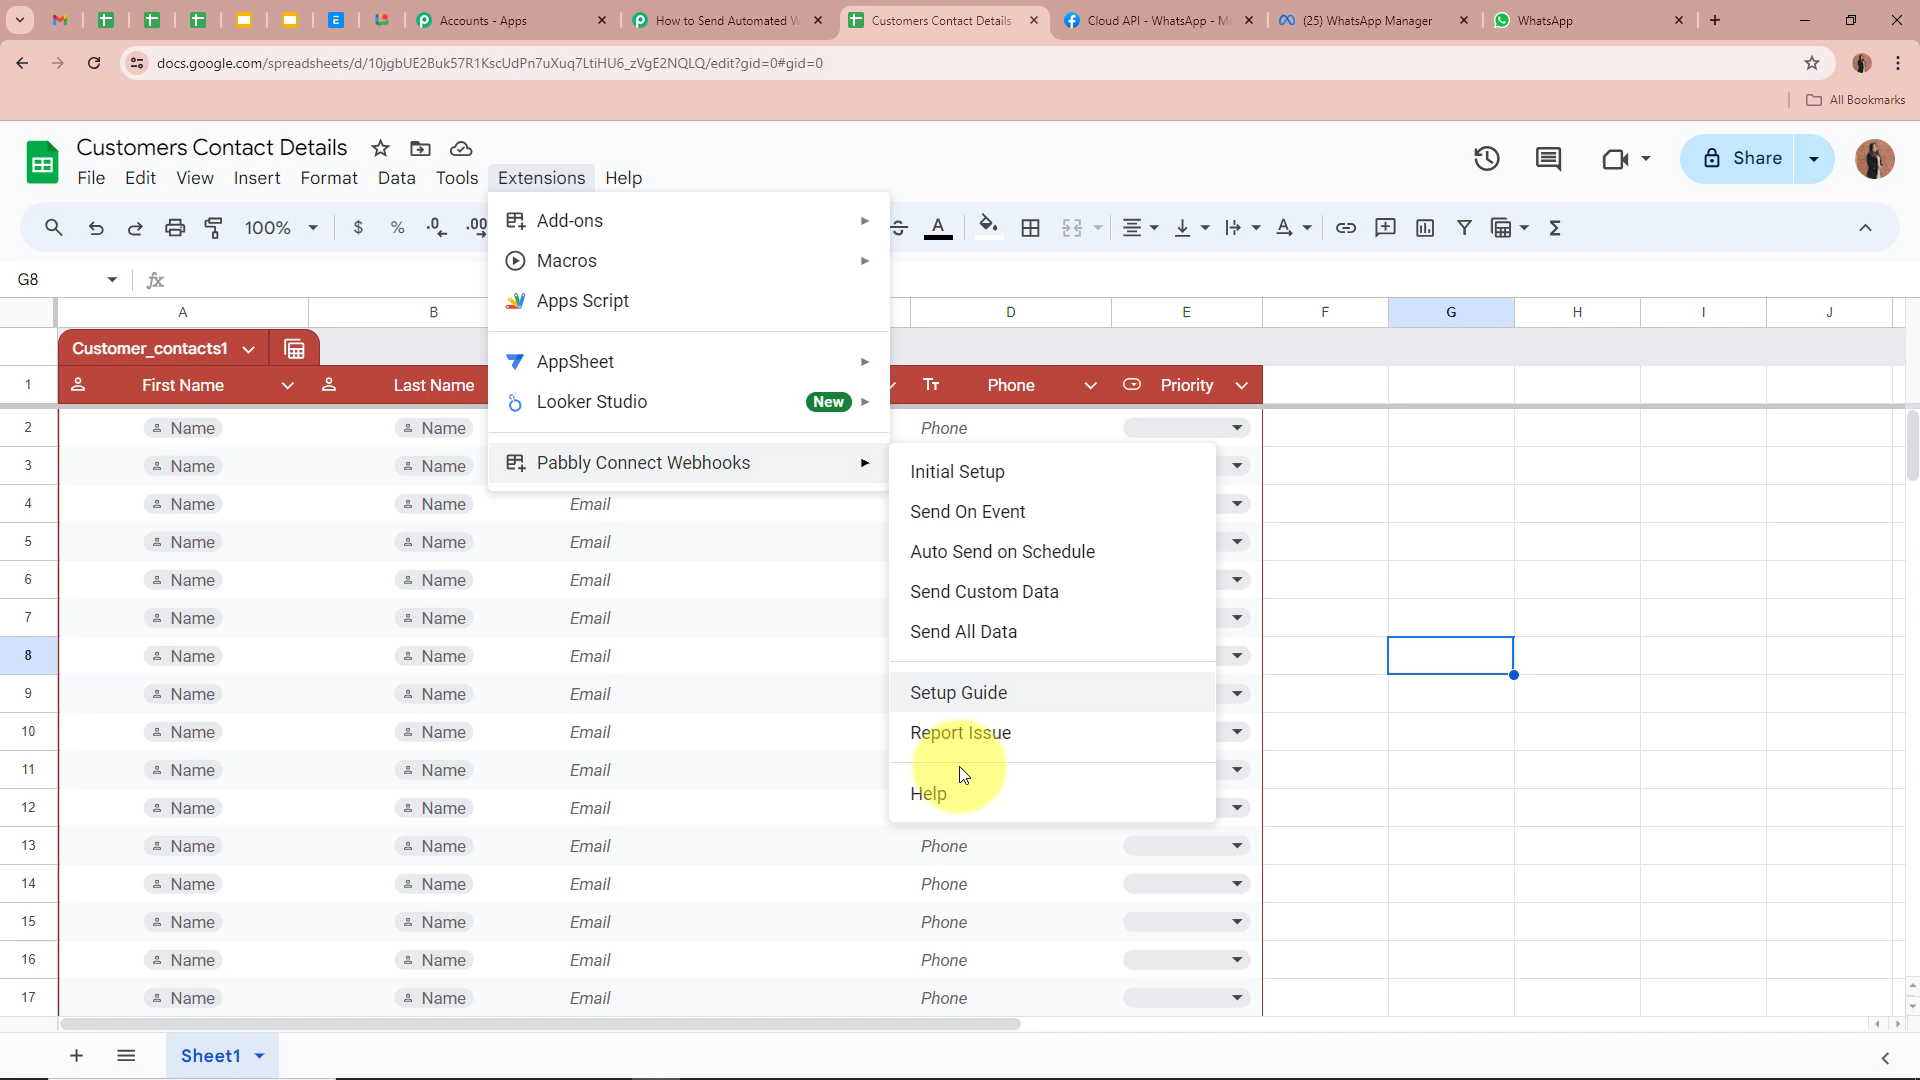 Accounts - Apps
How to Send Automated W
Customers Contact Details
Cloud API - WhatsApp - M
(25) WhatsApp Manager
WhatsApp
docs.google.com/spreadsheets/d/10jgbUE2Buk57R1KscUdPn7uXuq7LtiHU6_zVgE2NQLQ/edit?gid=0#gid=0
All Bookmarks
Customers Contact Details
File Edit View Insert Format Data Tools Extensions Help
Share
100% $ % .0 .00
G8
A B D E F G H I J
Customer_contacts1
1 First Name Last Name Phone Priority
2 Name Name Phone
3 Name Name
4 Name Name Email
5 Name Name Email
6 Name Name Email
7 Name Name Email
8 Name Name Email
9 Name Name Email
10 Name Name Email
11 Name Name Email
12 Name Name Email
13 Name Name Email Phone
14 Name Name Email Phone
15 Name Name Email Phone
16 Name Name Email Phone
17 Name Name Email Phone
Add-ons
Macros
Apps Script
AppSheet
Looker Studio New
Pabbly Connect Webhooks
Initial Setup
Send On Event
Auto Send on Schedule
Send Custom Data
Send All Data
Setup Guide
Report Issue
Help
Sheet1